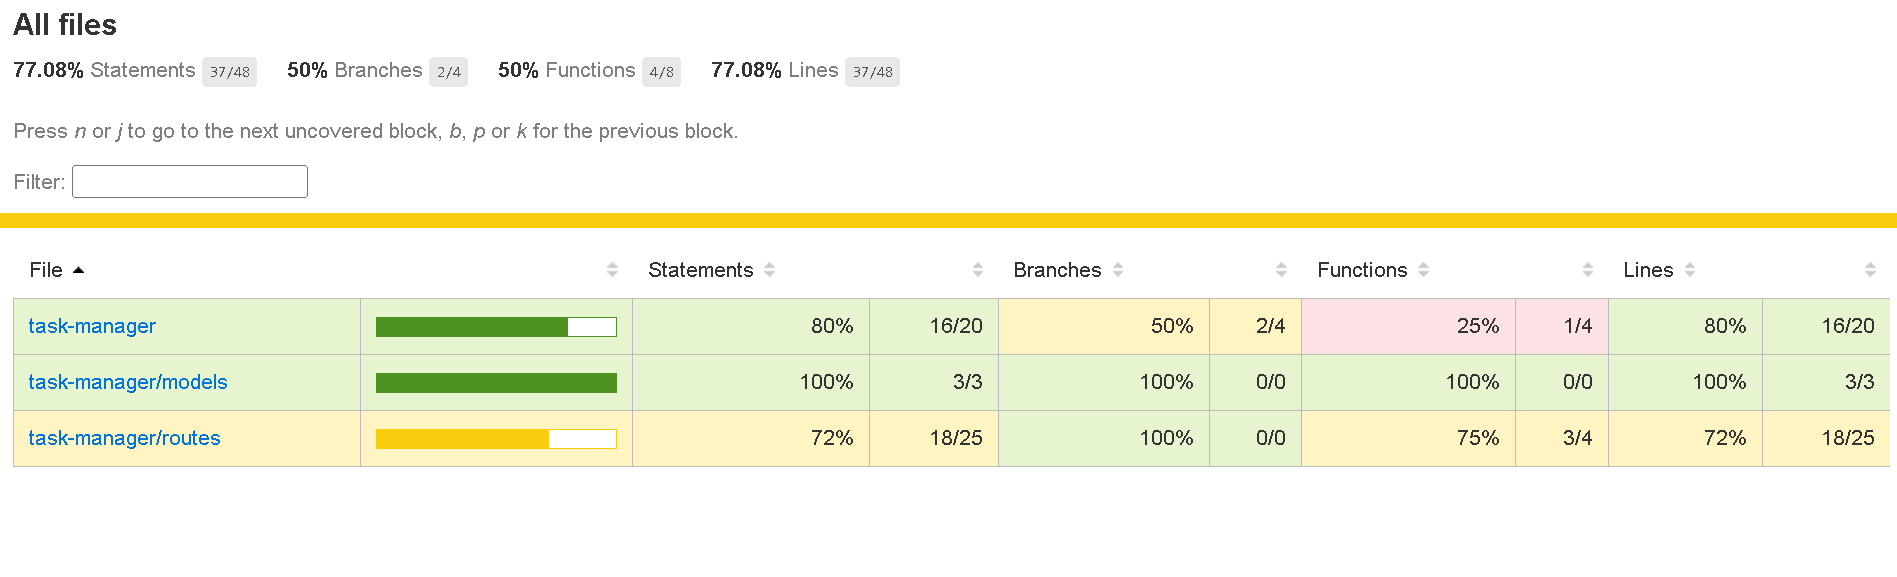 All files
77.08% Statements 37/48 50% Branches 2/4 50% Functions 4/8 77.08% Lines 37/48
Press n or j to go to the next uncovered block, b, p or k for the previous block.
Filter:
File Statements Branches Functions Lines
task-manager 80% 16/20 50% 2/4 25% 1/4 80% 16/20
task-manager/models 100% 3/3 100% 0/0 100% 0/0 100% 3/3
task-manager/routes 72% 18/25 100% 0/0 75% 3/4 72% 18/25